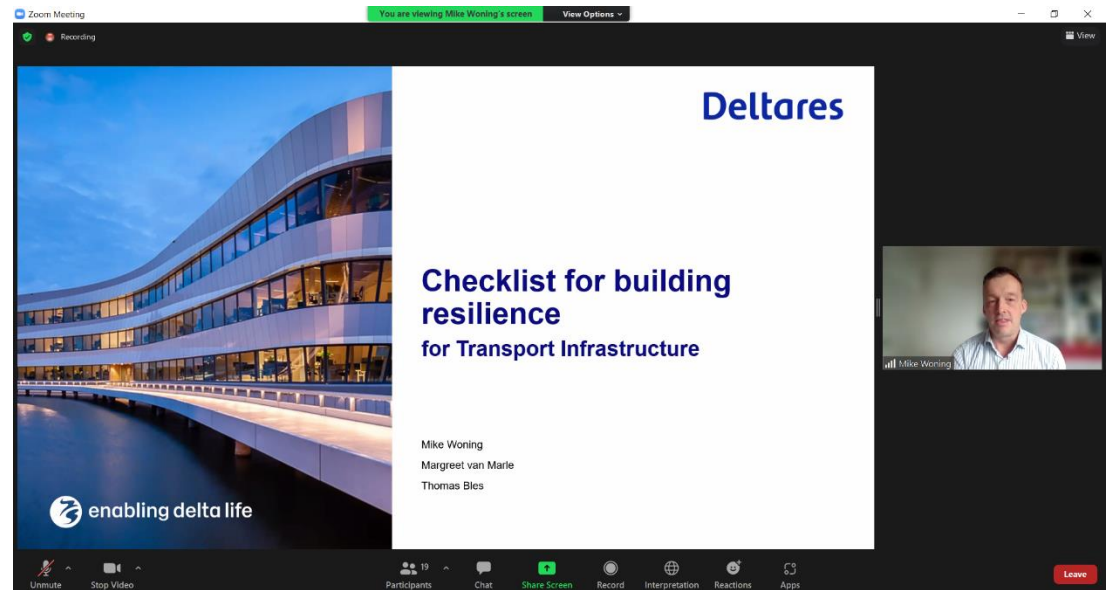 Zoom Meeting
You are viewing Mike Woning's screen
View Options
Recording
View
Deltares
Checklist for building
resilience
for Transport Infrastructure
Mike Woning
Margreet van Marle
Thomas Bles
enabling delta life
Mike Woning
Unmute
Stop Video
Participants
19
Chat
Share Screen
Record
Interpretation
Reactions
Apps
Leave